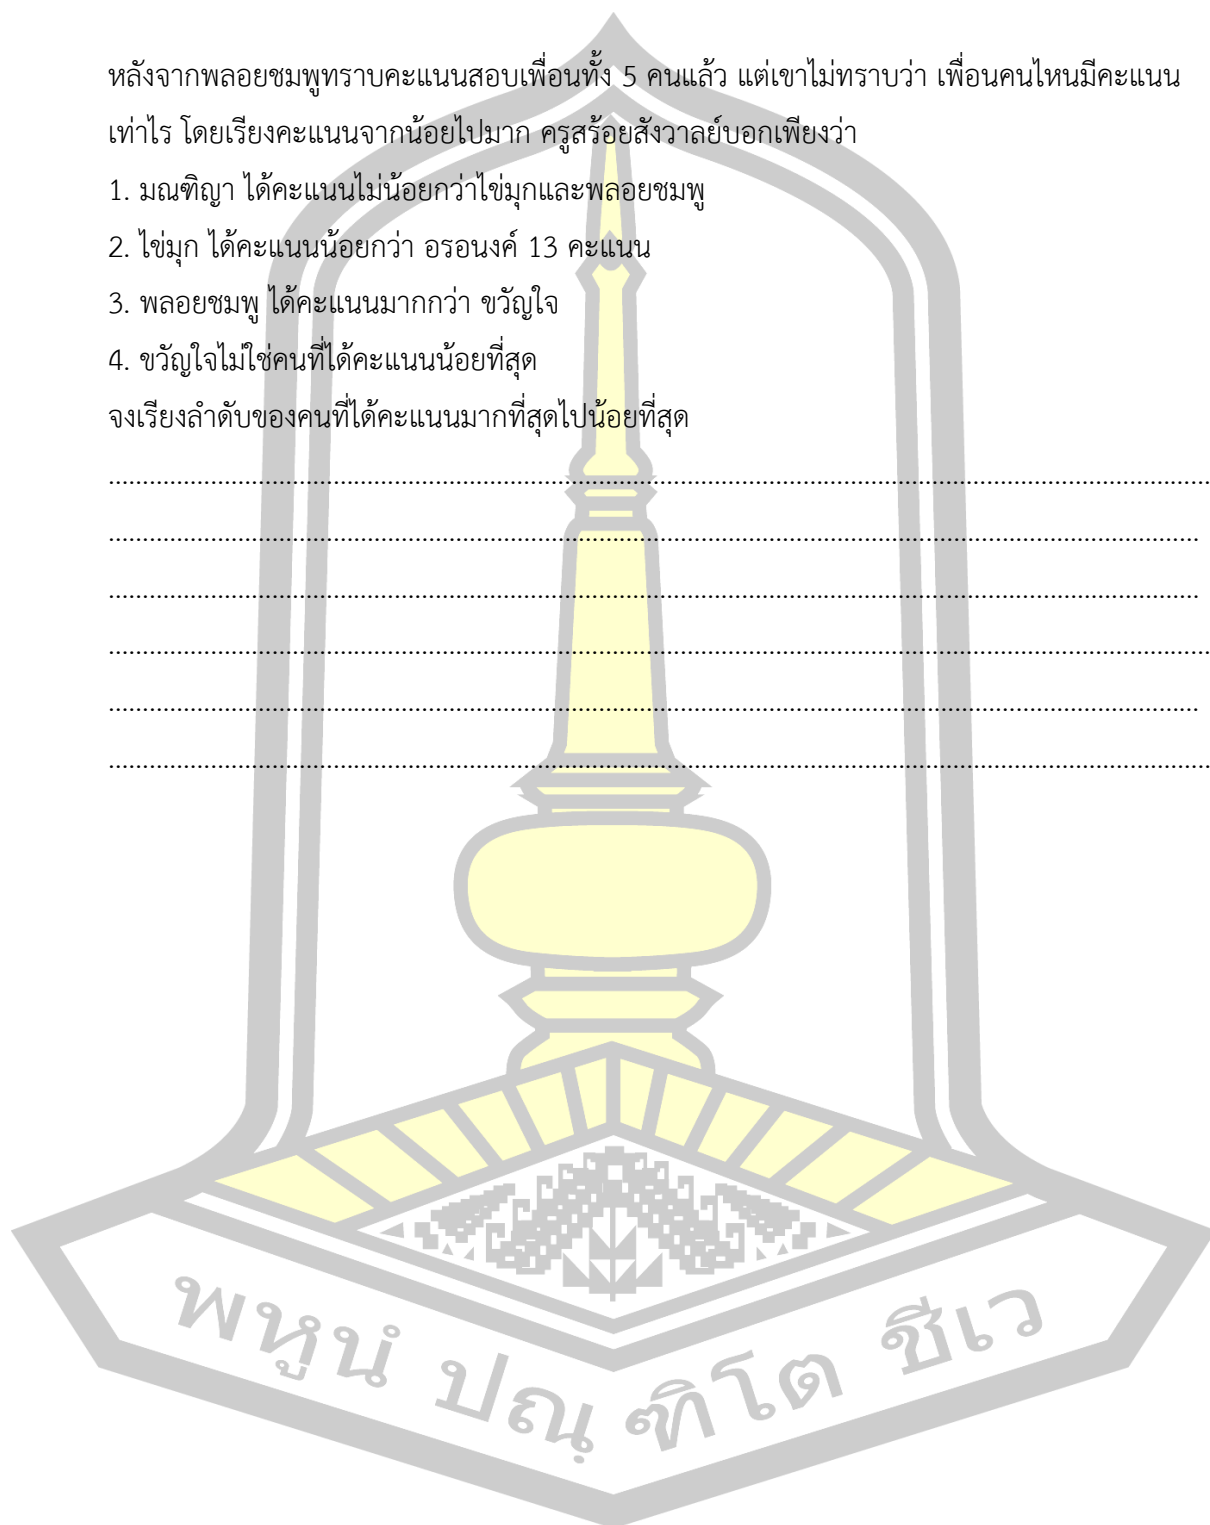 หลังจากพลอยชมพูทราบคะแนนสอบเพื่อนทั้ง 5 คนแล้ว แต่เขาไม่ทราบว่า เพื่อนคนไหนมีคะแนน
เท่าไร โดยเรียงคะแนนจากน้อยไปมาก ครูสร้อยสังวาลย์บอกเพียงว่า
1. มณฑิญา ได้คะแนนไม่น้อยกว่าไข่มุกและพลอยชมพู
2. ไข่มุก ได้คะแนนน้อยกว่า อรอนงค์ 13 คะแนน
3. พลอยชมพู ได้คะแนนมากกว่า ขวัญใจ
4. ขวัญใจไม่ใช่คนที่ได้คะแนนน้อยที่สุด
จงเรียงลำดับของคนที่ได้คะแนนมากที่สุดไปน้อยที่สุด
พหูนํ ปณฺฑิโต ชีเว